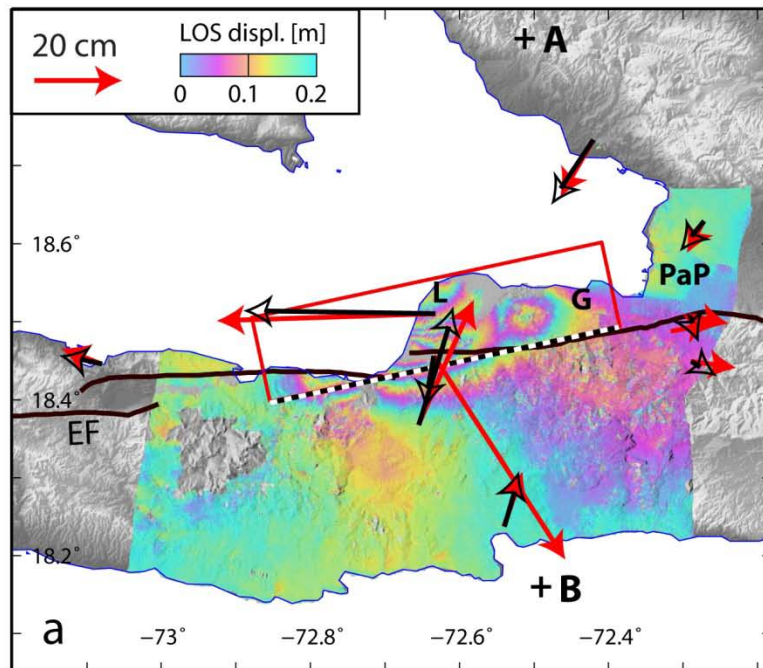 20 cm
LOS displ. [m]
0 0.1 0.2
+ A
18.6˚
PaP
L
G
18.4˚
EF
18.2˚
+ B
a
−73˚ −72.8˚ −72.6˚ −72.4˚